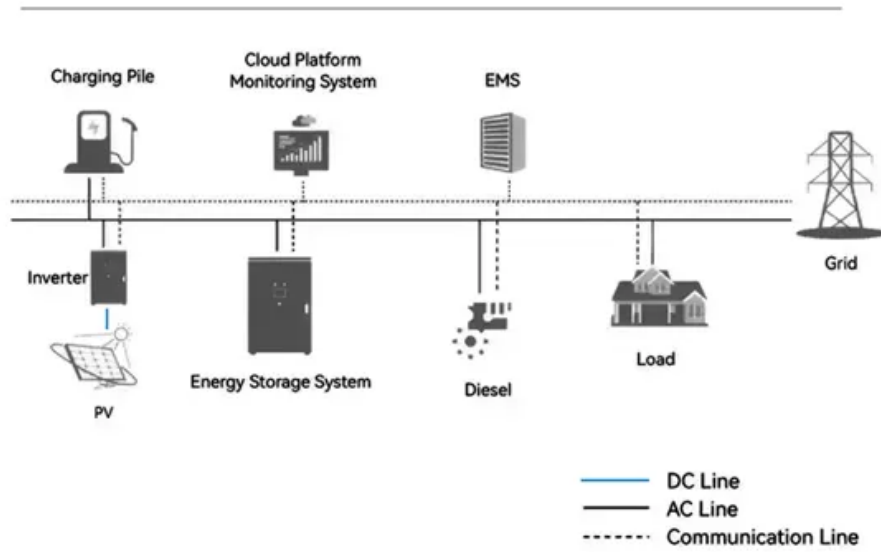 Charging Pile
Cloud Platform
Monitoring System
EMS
Grid
Inverter
PV
Energy Storage System
Diesel
Load
DC Line
AC Line
Communication Line